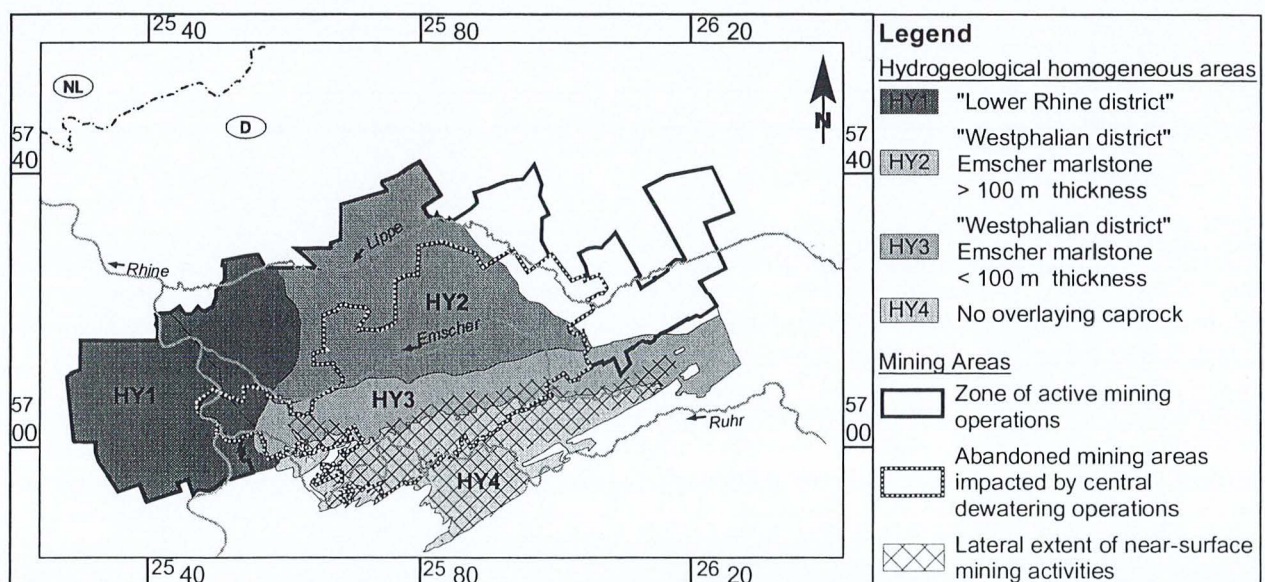 25 40
25 80
26 20
NL
D
N
57
40
57
40
Lippe
Rhine
HY2
Emscher
HY1
HY3
57
00
57
00
Ruhr
HY4
25 40
25 80
26 20
Legend
Hydrogeological homogeneous areas
HY1 "Lower Rhine district"
"Westphalian district"
HY2 Emscher marlstone
> 100 m thickness
"Westphalian district"
HY3 Emscher marlstone
< 100 m thickness
HY4 No overlaying caprock
Mining Areas
Zone of active mining
operations
Abandoned mining areas
impacted by central
dewatering operations
Lateral extent of near-surface
mining activities